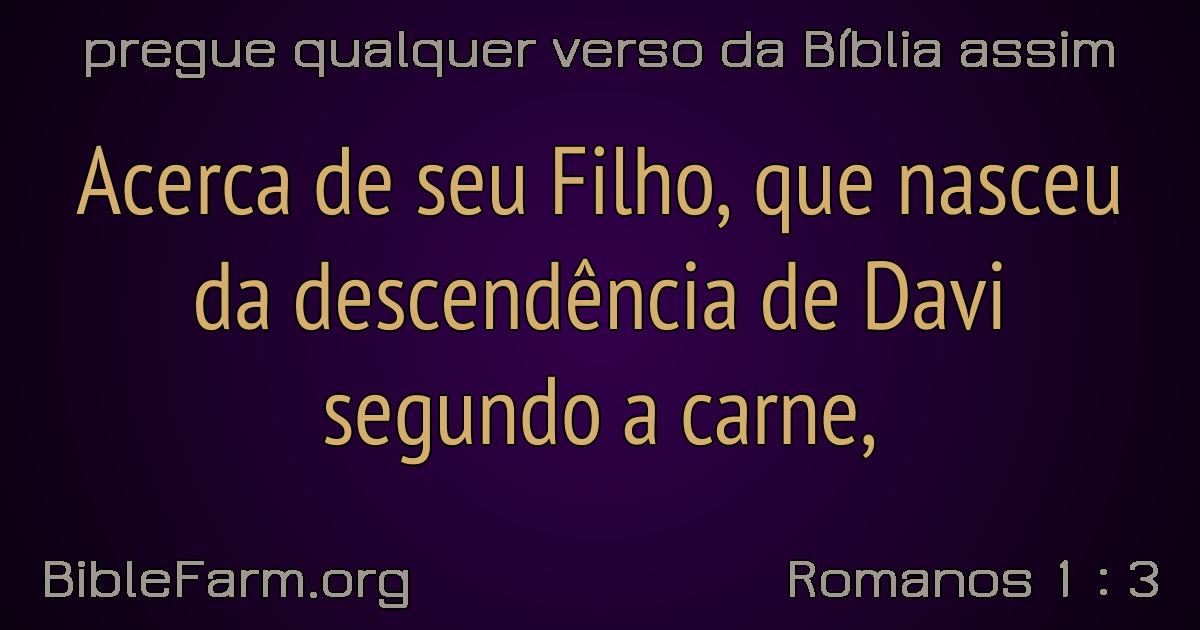 pregue qualquer verso da Bíblia assim
Acerca de seu Filho, que nasceu
da descendência de Davi
segundo a carne,
BibleFarm.org
Romanos 1 : 3